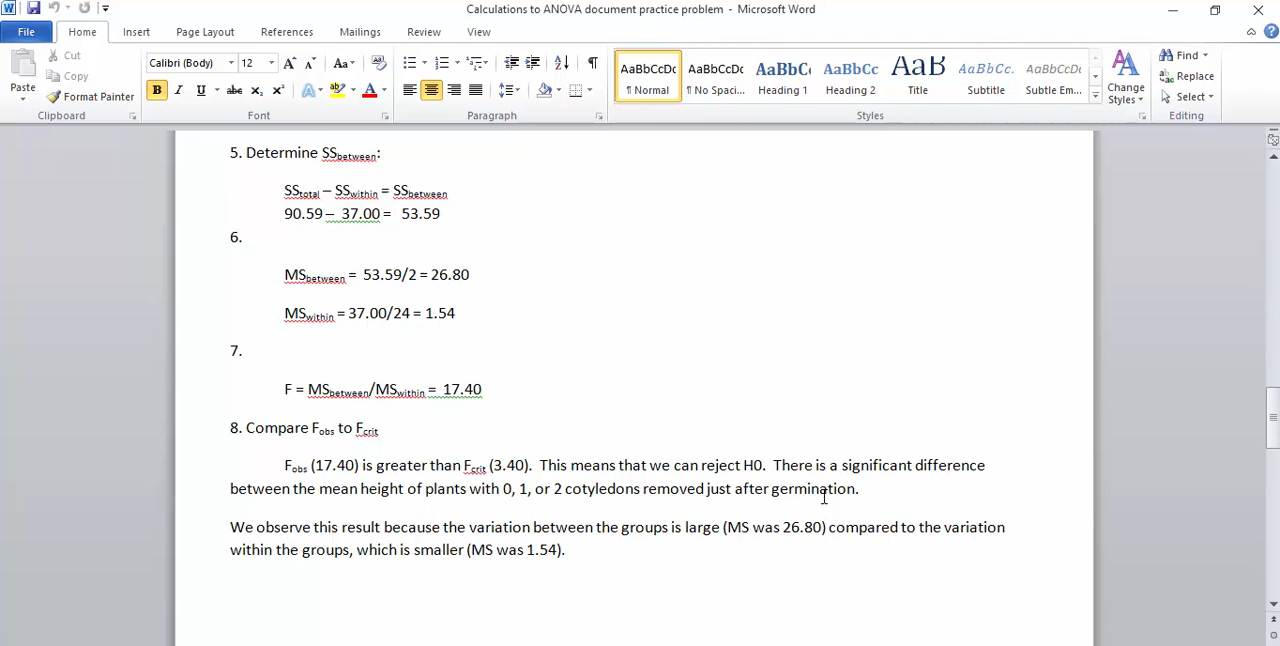 Calculations to ANOVA document practice problem - Microsoft Word
File Home Insert Page Layout References Mailings Review View
Paste
Cut
Copy
Format Painter
Clipboard
Calibri (Body) 12
Font
Paragraph
AaBbCcDc AaBbCcDc AaBbC AaBbCc AaB AaBbCc. AaBbCcDc
¶ Normal ¶ No Spaci... Heading 1 Heading 2 Title Subtitle Subtle Em...
Change Styles
Styles
Find
Replace
Select
Editing
5. Determine SSbetween:
SStotal – SSwithin = SSbetween
90.59 – 37.00 = 53.59
6.
MSbetween = 53.59/2 = 26.80
MSwithin = 37.00/24 = 1.54
7.
F = MSbetween/MSwithin = 17.40
8. Compare Fobs to Fcrit
Fobs (17.40) is greater than Fcrit (3.40). This means that we can reject H0. There is a significant difference
between the mean height of plants with 0, 1, or 2 cotyledons removed just after germination.
We observe this result because the variation between the groups is large (MS was 26.80) compared to the variation
within the groups, which is smaller (MS was 1.54).